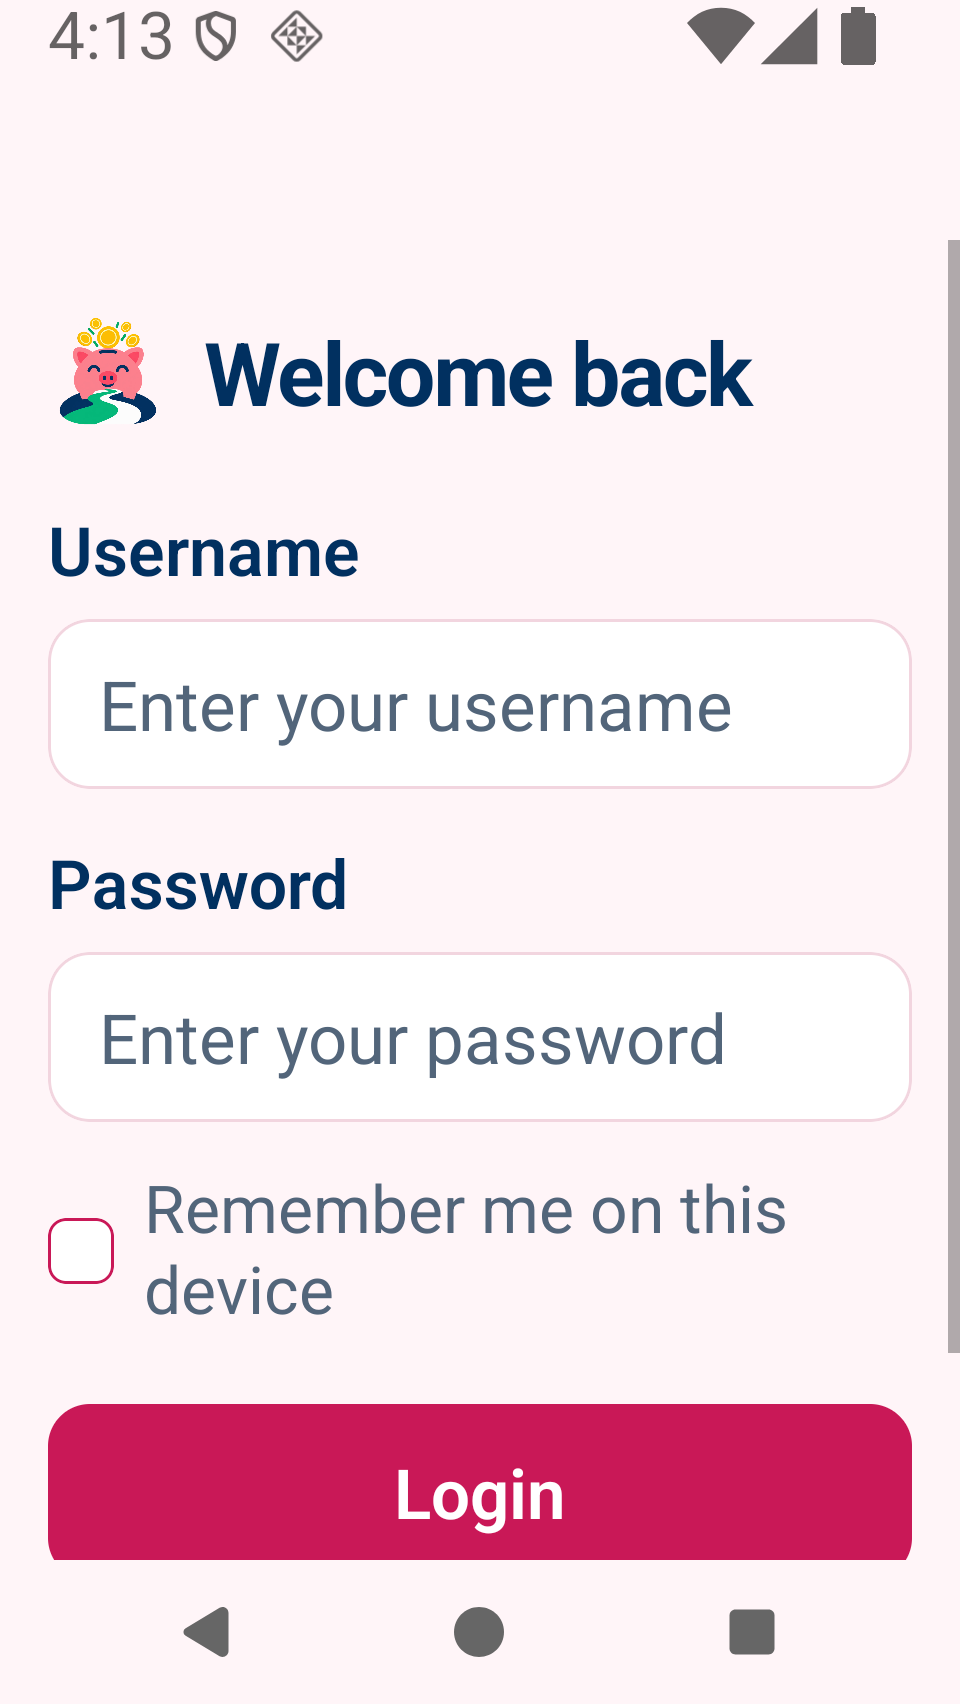 4:13
Welcome back
Username
Enter your username
Password
Enter your password
Remember me on this
device
Login